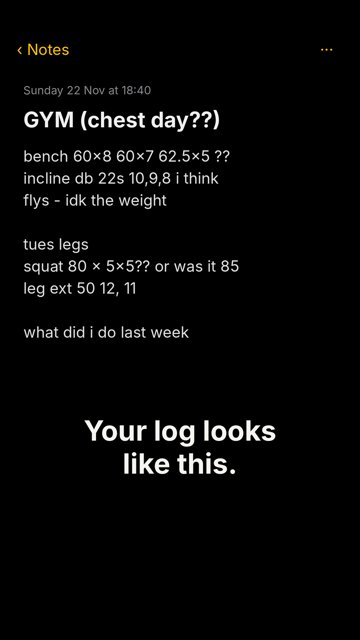 ‹ Notes
...
Sunday 22 Nov at 18:40
GYM (chest day??)
bench 60×8 60×7 62.5×5 ??
incline db 22s 10,9,8 i think
flys - idk the weight
tues legs
squat 80 × 5×5?? or was it 85
leg ext 50 12, 11
what did i do last week
Your log looks
like this.